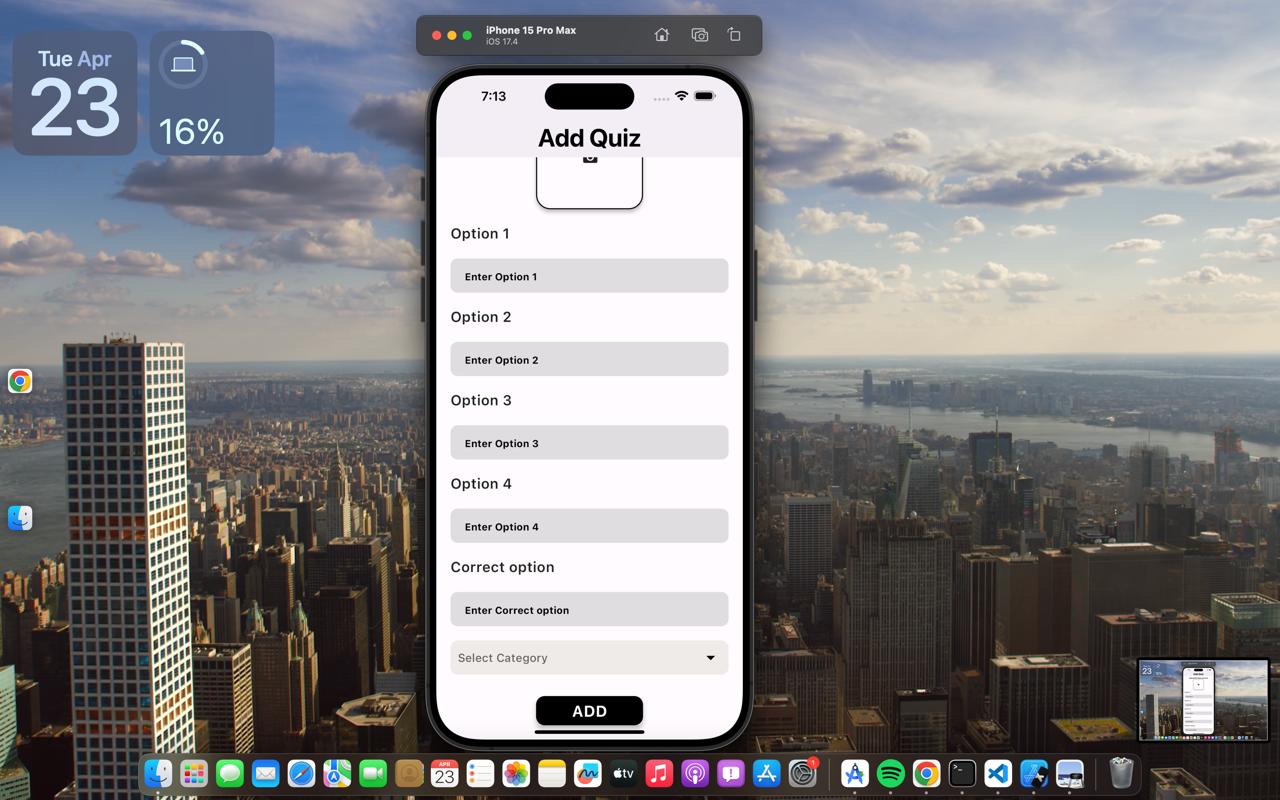 iPhone 15 Pro Max
iOS 17.4
Tue Apr
23
16%
7:13
Add Quiz
Option 1
Enter Option 1
Option 2
Enter Option 2
Option 3
Enter Option 3
Option 4
Enter Option 4
Correct option
Enter Correct option
Select Category
ADD
APR
23
tv
1